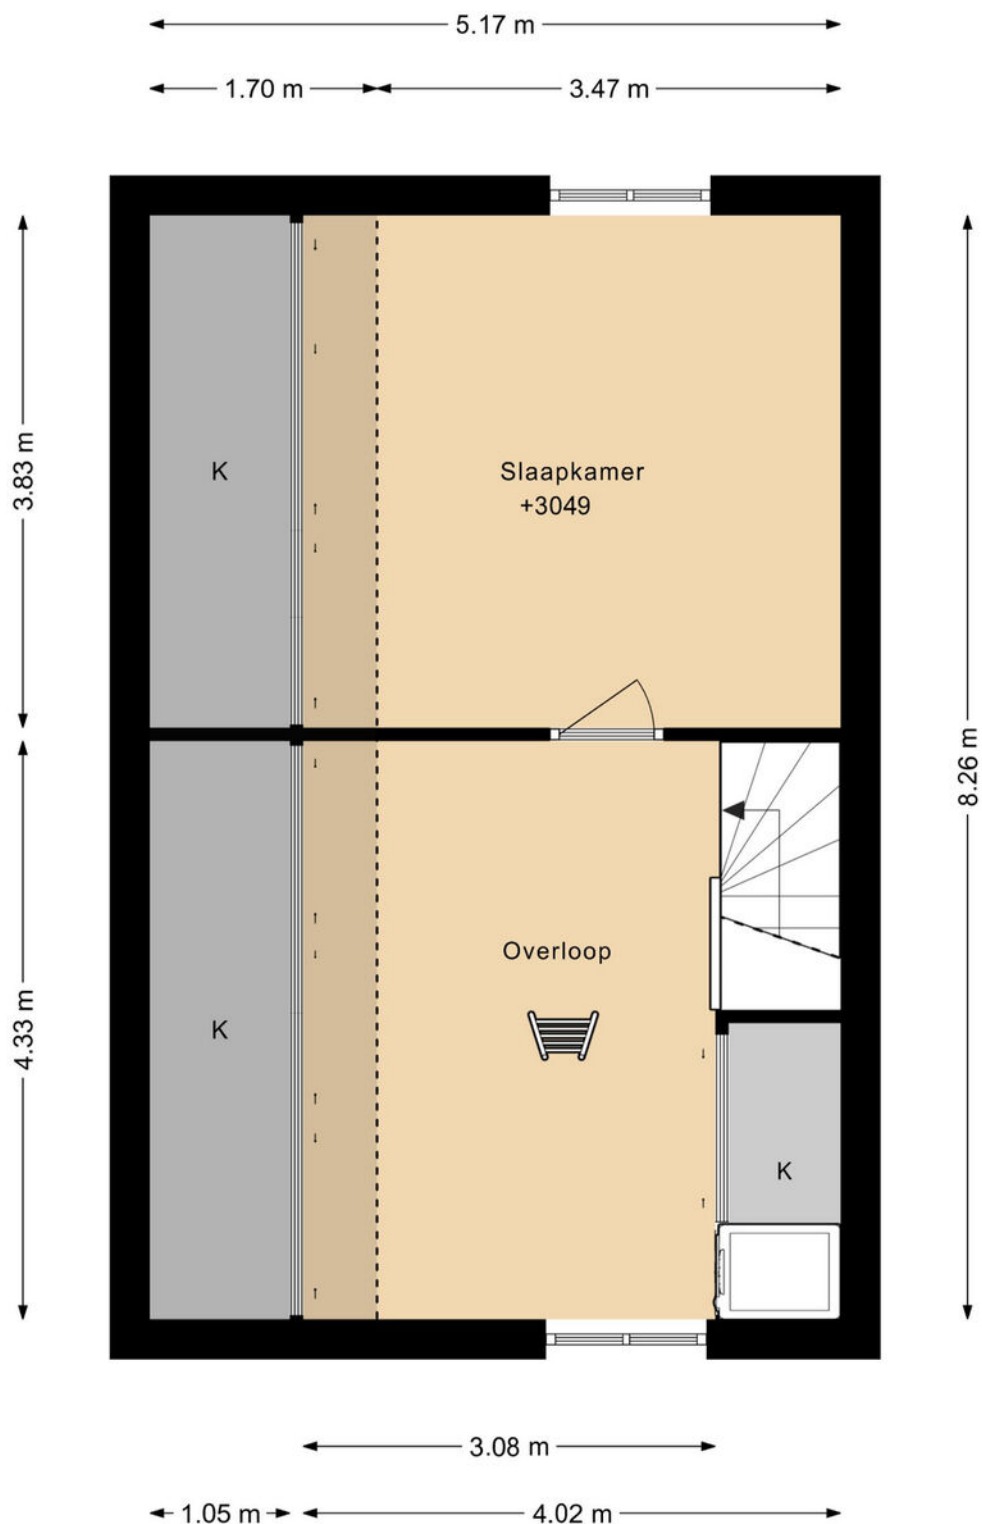 5.17 m
1.70 m
3.47 m
3.83 m
K
Slaapkamer
+3049
8.26 m
Overloop
4.33 m
K
K
3.08 m
1.05 m
4.02 m